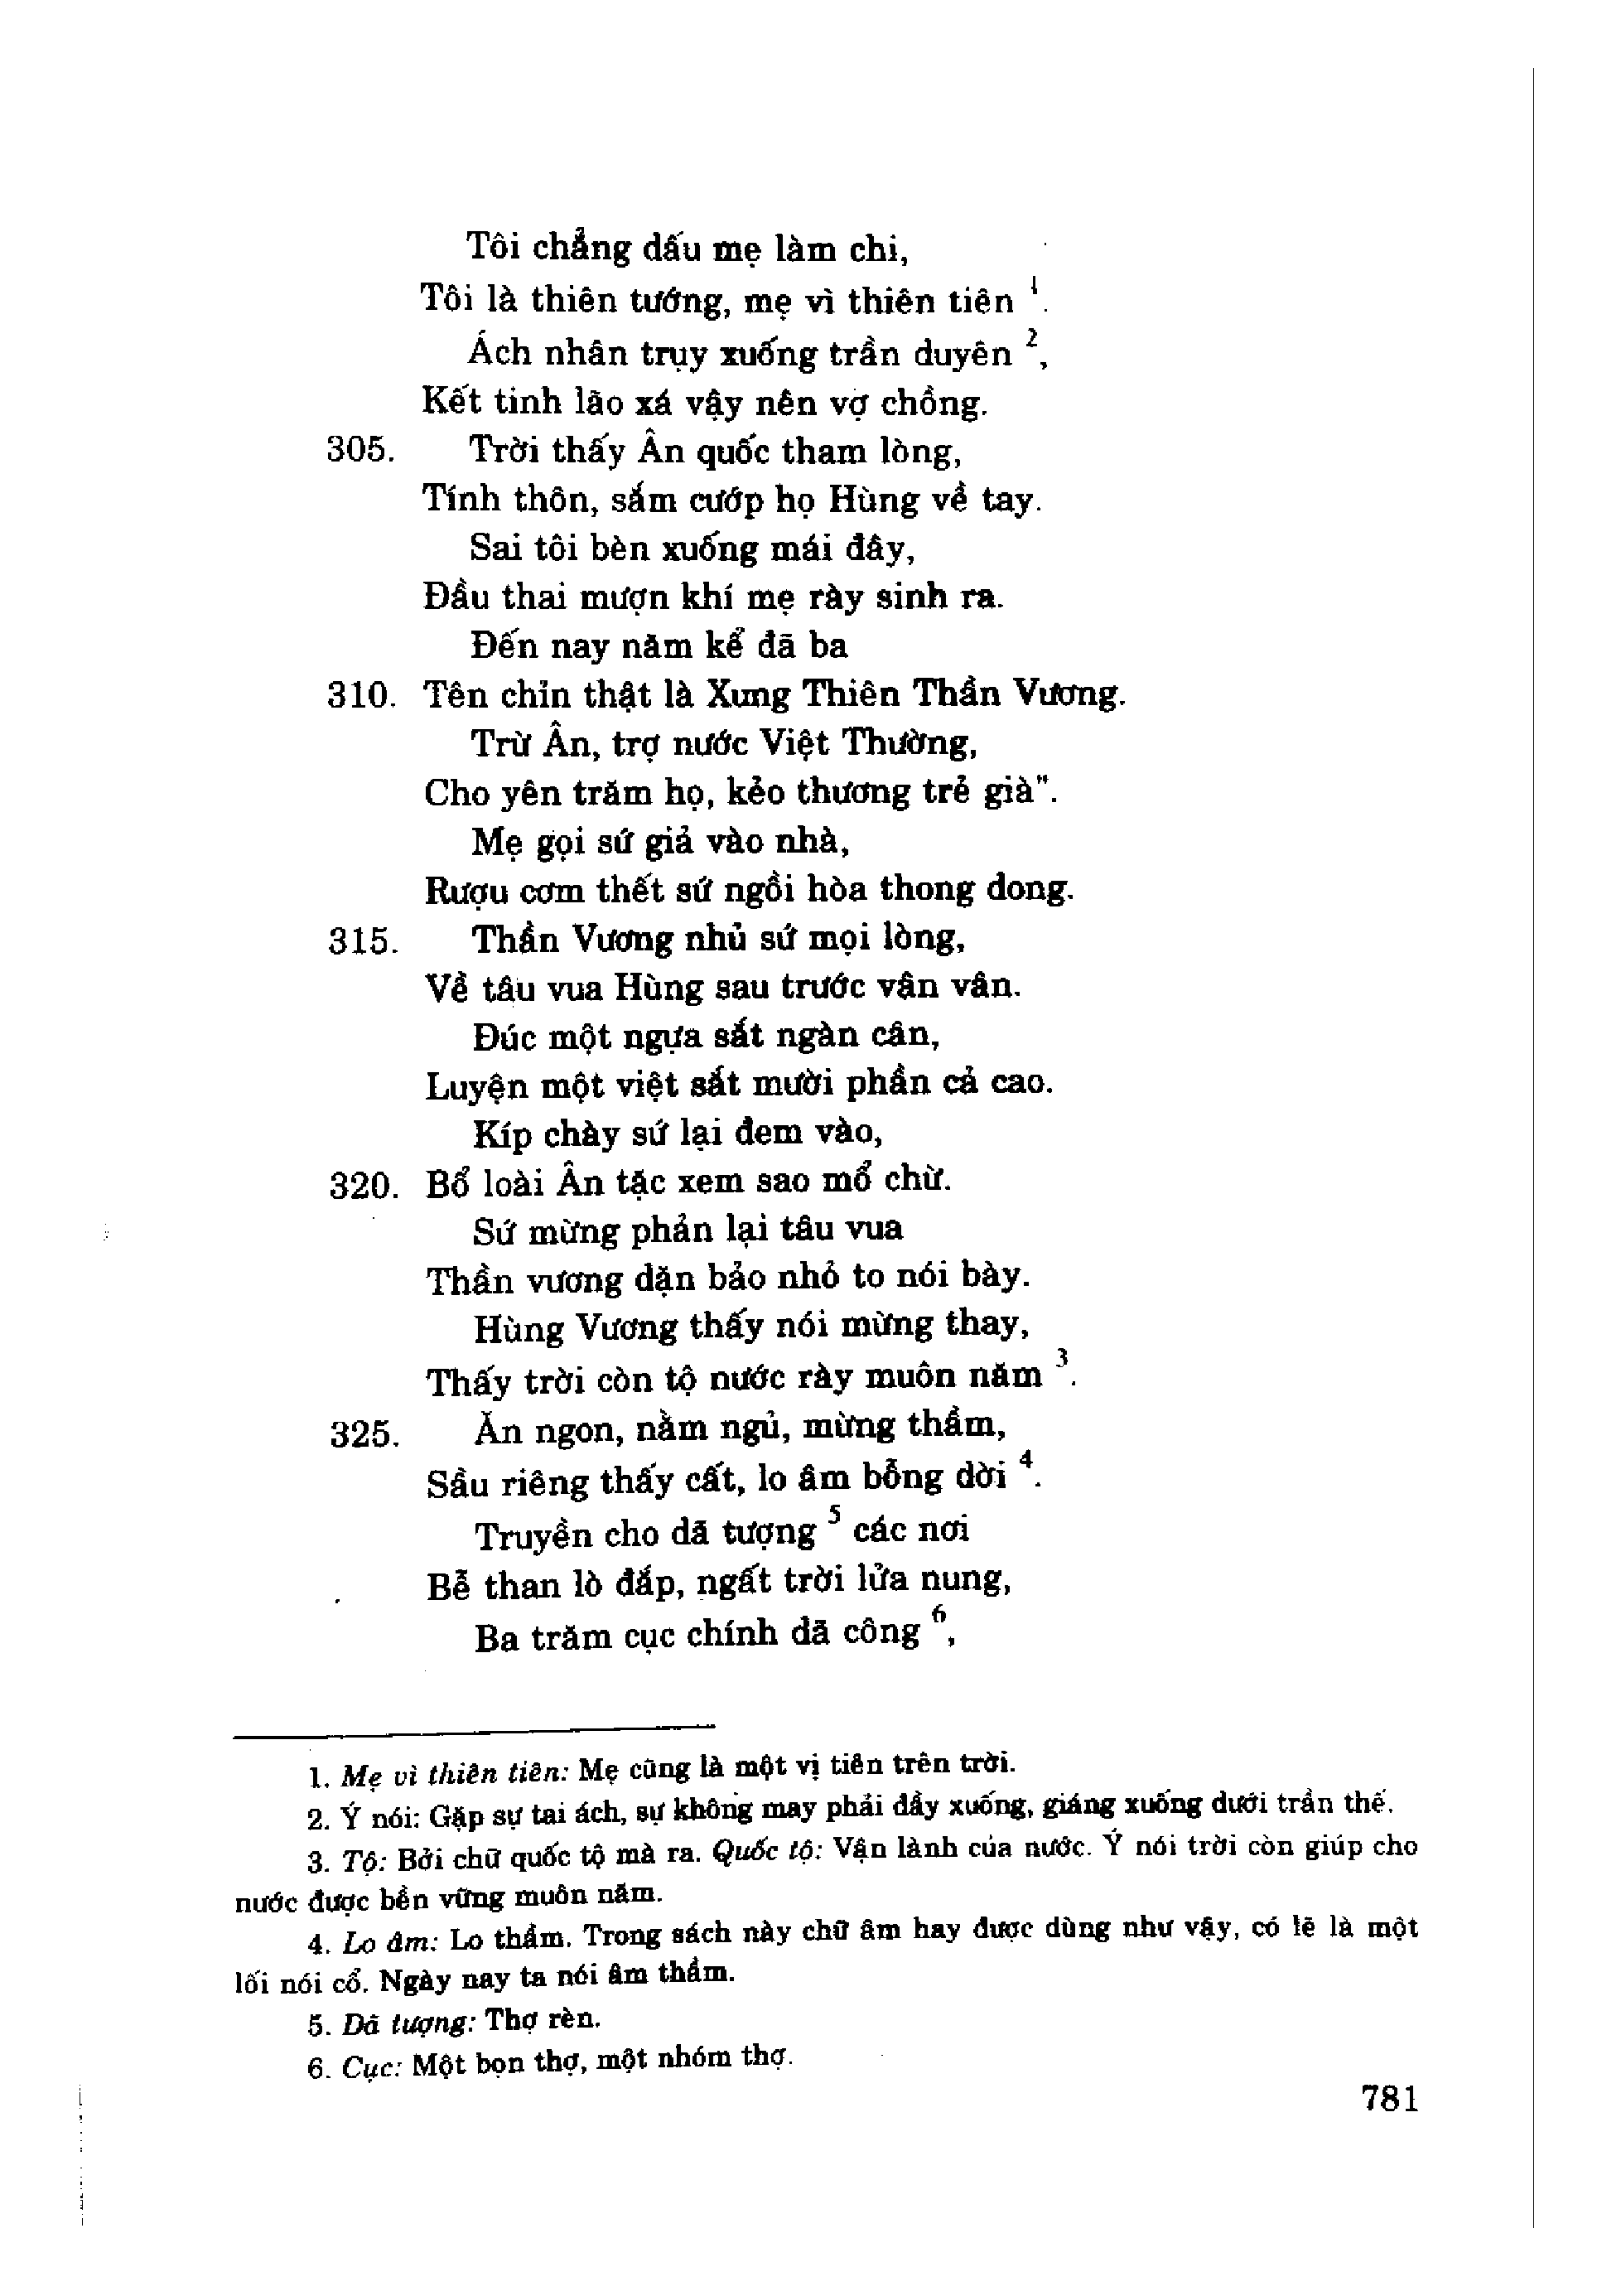 Tôi chẳng dấu mẹ làm chi,
Tôi là thiên tướng, mẹ vì thiên tiên ¹.
Ách nhân trụy xuống trần duyên ²,
Kết tinh lão xá vậy nên vợ chồng.
305. Trời thấy Ân quốc tham lòng,
Tính thôn, sắm cướp họ Hùng về tay.
Sai tôi bèn xuống mái đây,
Đầu thai mượn khí mẹ rày sinh ra.
Đến nay năm kể đã ba
310. Tên chỉn thật là Xung Thiên Thần Vương.
Trừ Ân, trợ nước Việt Thường,
Cho yên trăm họ, kẻo thương trẻ già".
Mẹ gọi sứ giả vào nhà,
Rượu cơm thết sứ ngồi hòa thong dong.
315. Thần Vương nhủ sứ mọi lòng,
Về tâu vua Hùng sau trước vận vân.
Đúc một ngựa sắt ngàn cân,
Luyện một việt sắt mười phần cả cao.
Kíp chày sứ lại đem vào,
320. Bổ loài Ân tặc xem sao mổ chừ.
Sứ mừng phản lại tâu vua
Thần vương dặn bảo nhỏ to nói bày.
Hùng Vương thấy nói mừng thay,
Thấy trời còn tộ nước rày muôn năm ³.
325. Ăn ngon, nằm ngủ, mừng thầm,
Sầu riêng thấy cất, lo âm bỗng dời ⁴.
Truyền cho dã tượng ⁵ các nơi
Bễ than lò đắp, ngất trời lửa nung,
Ba trăm cục chính dã công ⁶,
1. Mẹ vì thiên tiên: Mẹ cũng là một vị tiên trên trời.
2. Ý nói: Gặp sự tai ách, sự không may phải đầy xuống, giáng xuống dưới trần thế.
3. Tộ: Bởi chữ quốc tộ mà ra. Quốc tộ: Vận lành của nước. Ý nói trời còn giúp cho
nước được bền vững muôn năm.
4. Lo âm: Lo thầm. Trong sách này chữ âm hay được dùng như vậy, có lẽ là một
lối nói cổ. Ngày nay ta nói âm thầm.
5. Dã tượng: Thợ rèn.
6. Cục: Một bọn thợ, một nhóm thợ.
781